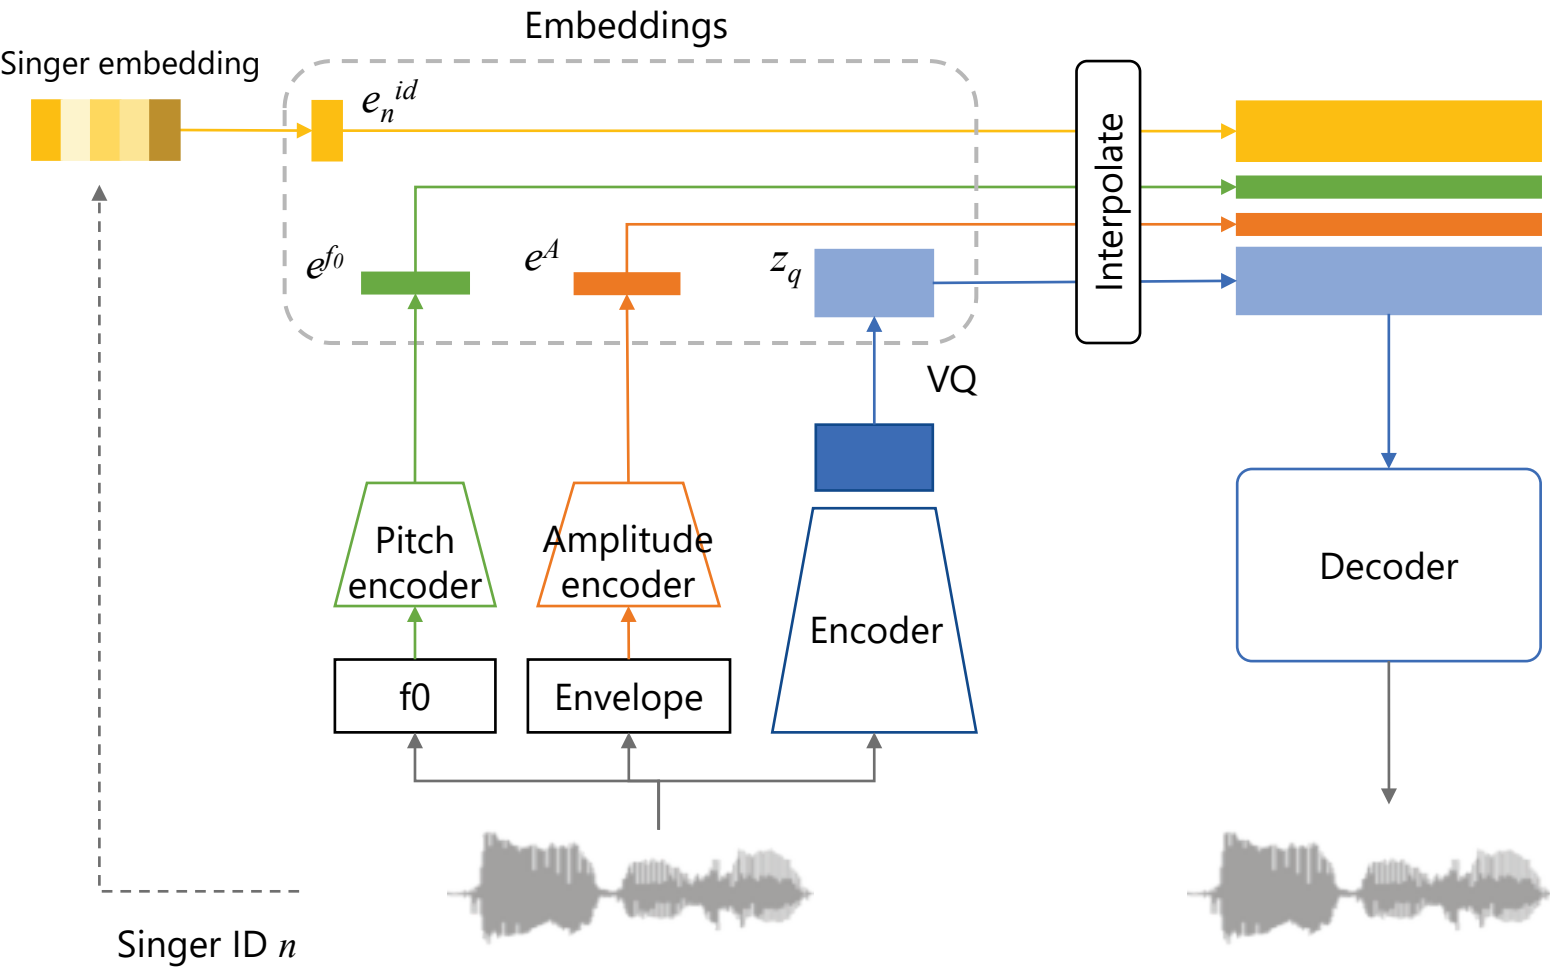 Embeddings
Singer embedding
e_n^id
Interpolate
e^f0
e^A
z_q
VQ
Pitch
encoder
Amplitude
encoder
Encoder
Decoder
f0
Envelope
Singer ID n